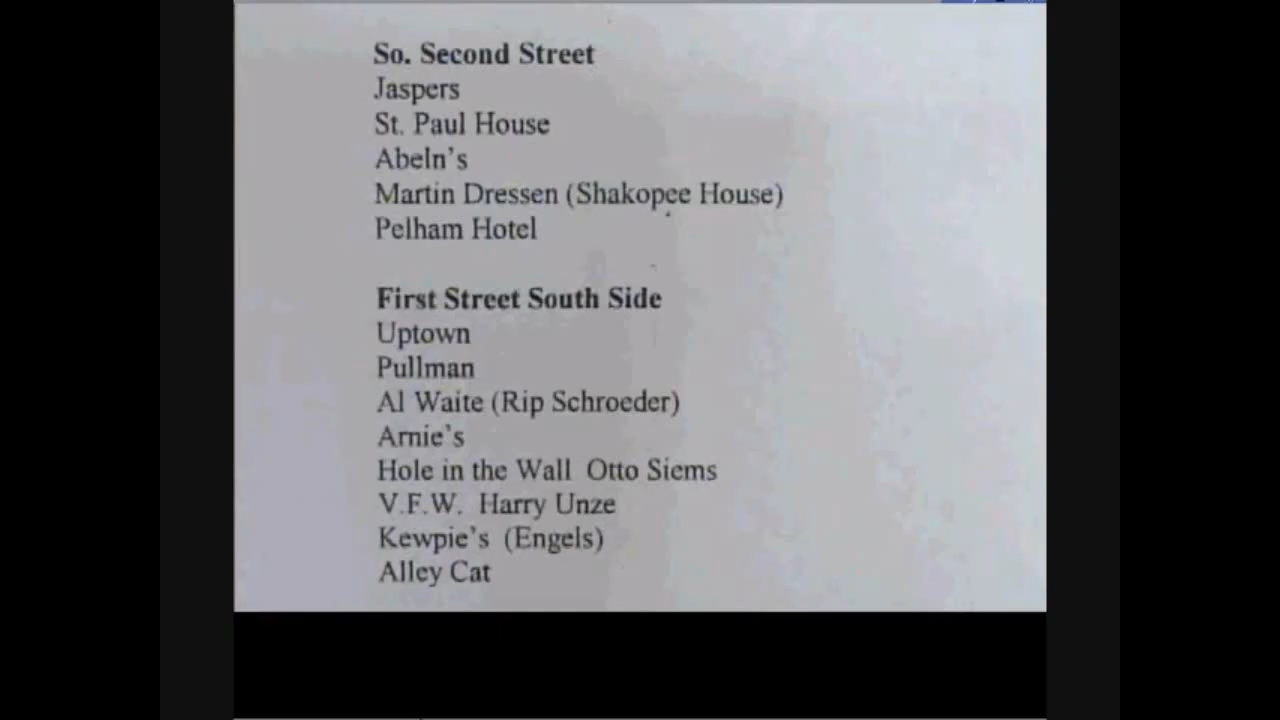 So. Second Street
Jaspers
St. Paul House
Abeln's
Martin Dressen (Shakopee House)
Pelham Hotel
First Street South Side
Uptown
Pullman
Al Waite (Rip Schroeder)
Arnie's
Hole in the Wall  Otto Siems
V.F.W.  Harry Unze
Kewpie's  (Engels)
Alley Cat